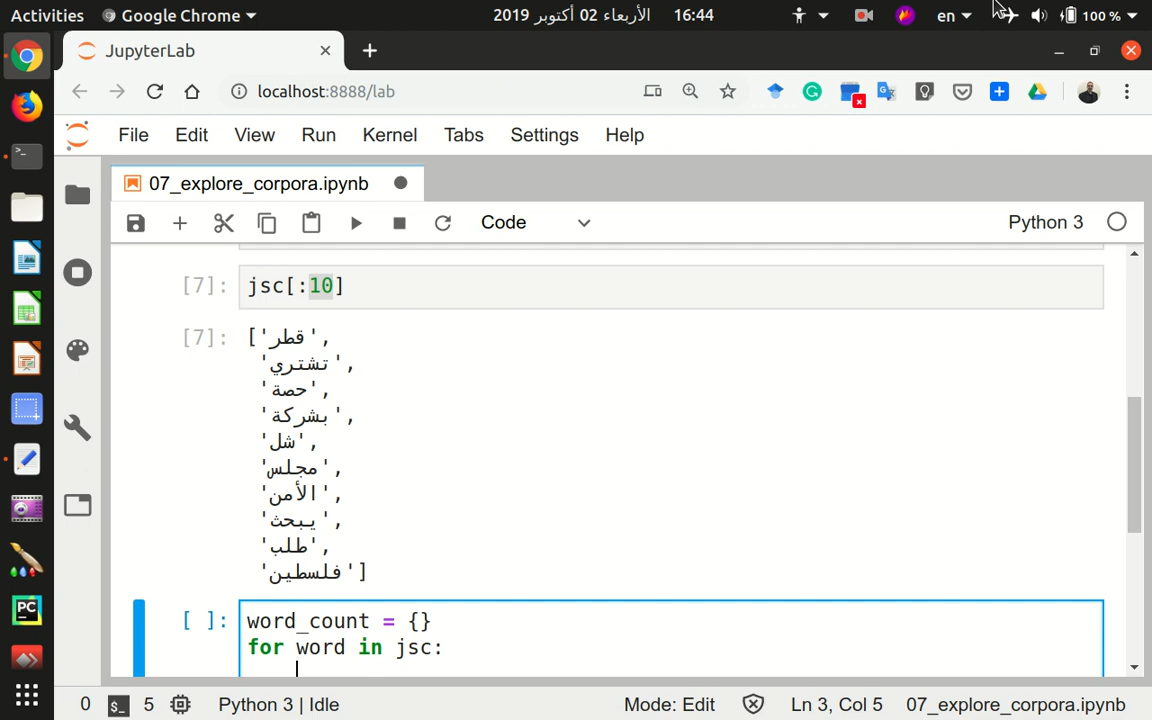 Activities Google Chrome الأربعاء 02 أكتوبر 2019 16:44 en 100 %
JupyterLab
localhost:8888/lab
File Edit View Run Kernel Tabs Settings Help
07_explore_corpora.ipynb
Code Python 3
[7]: jsc[:10]
[7]: ['قطر',
'تشتري',
'حصة',
'بشركة',
'شل',
'مجلس',
'الأمن',
'يبحث',
'طلب',
'فلسطين']
[ ]: word_count = {}
for word in jsc:
PC
0 $_ 5 Python 3 | Idle Mode: Edit Ln 3, Col 5 07_explore_corpora.ipynb